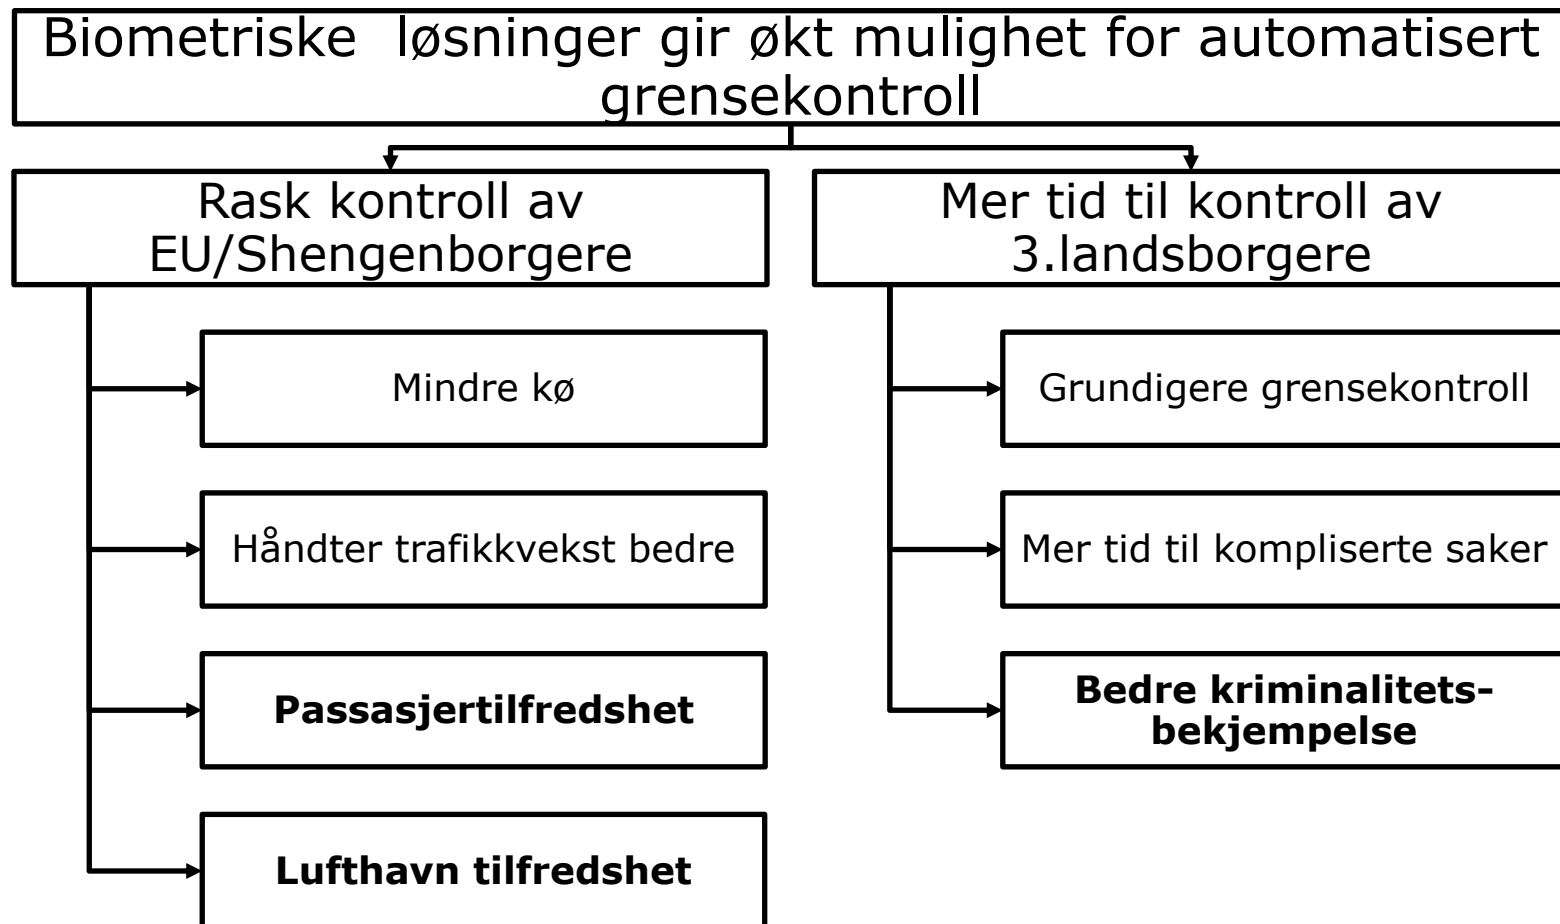 Biometriske  løsninger gir økt mulighet for automatisert
grensekontroll
Rask kontroll av
EU/Shengenborgere
Mindre kø
Håndter trafikkvekst bedre
Passasjertilfredshet
Lufthavn tilfredshet
Mer tid til kontroll av
3.landsborgere
Grundigere grensekontroll
Mer tid til kompliserte saker
Bedre kriminalitets-
bekjempelse